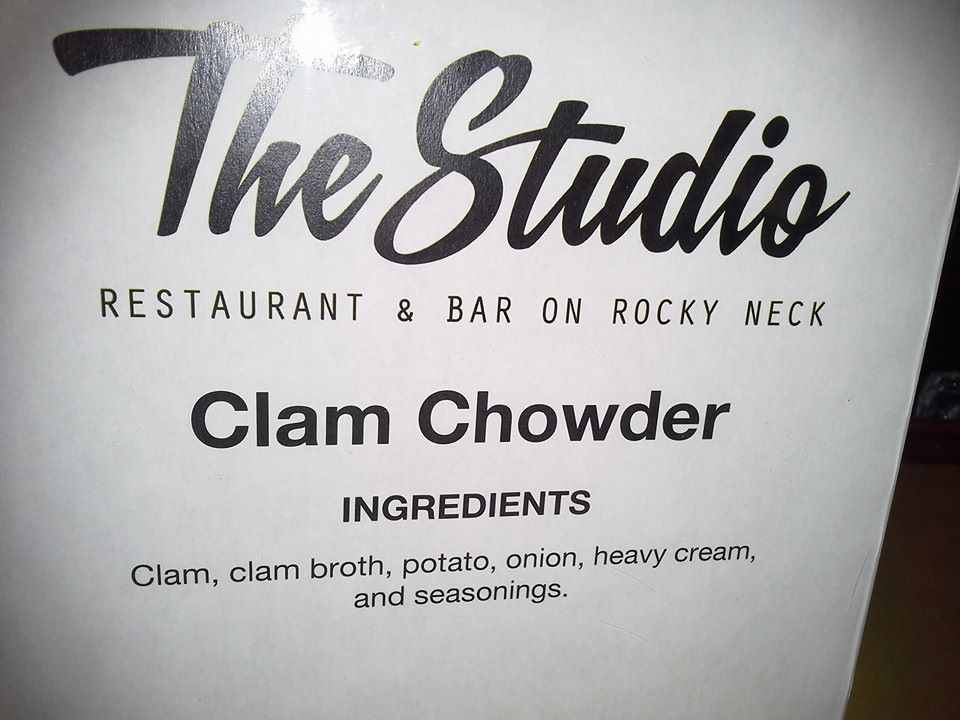 The Studio
RESTAURANT & BAR ON ROCKY NECK
Clam Chowder
INGREDIENTS
Clam, clam broth, potato, onion, heavy cream,
and seasonings.